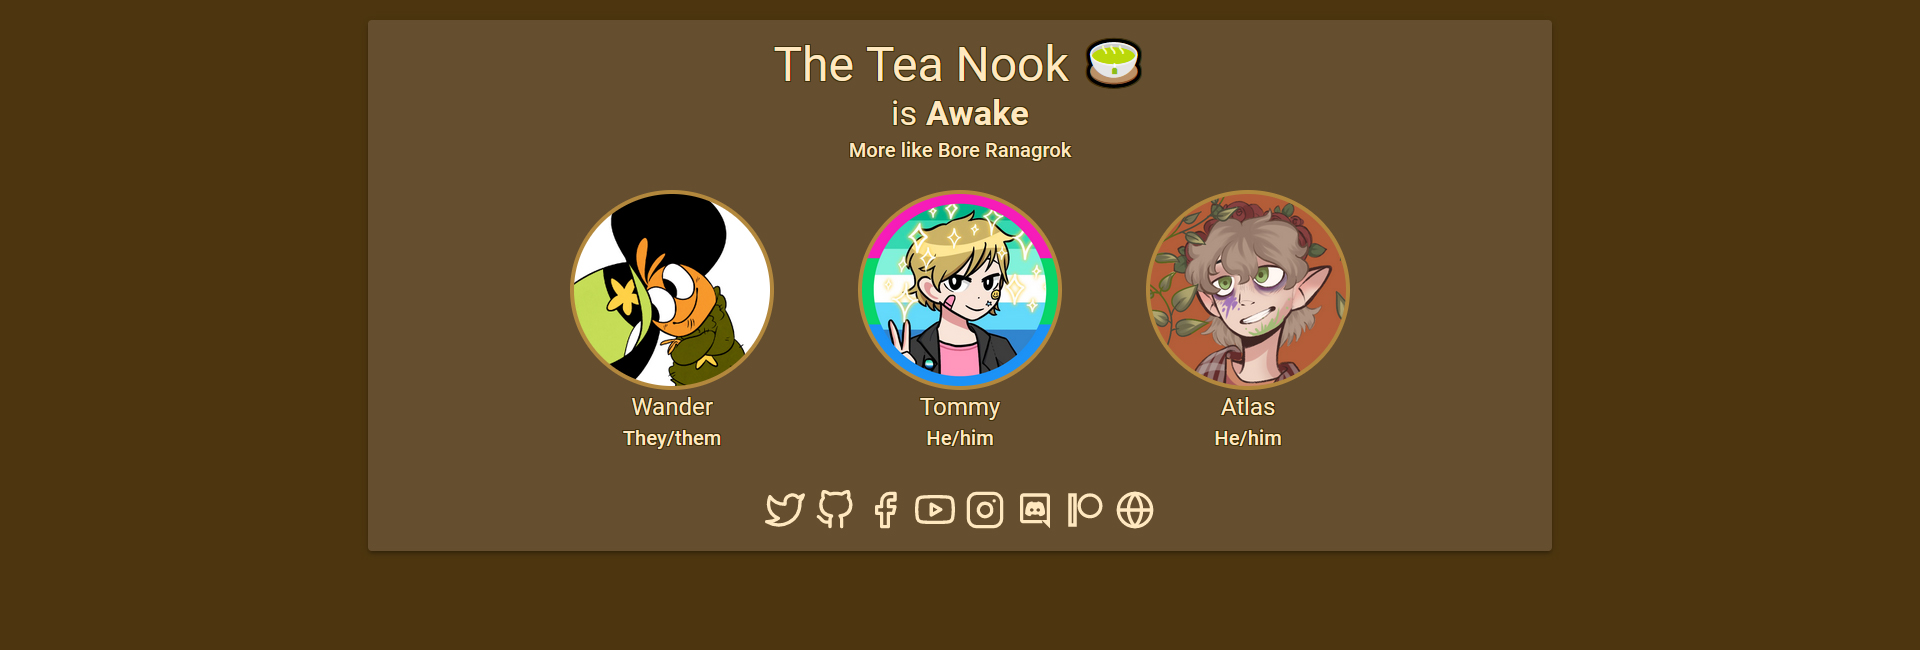 The Tea Nook
is Awake
More like Bore Ranagrok
Wander
They/them
Tommy
He/him
Atlas
He/him